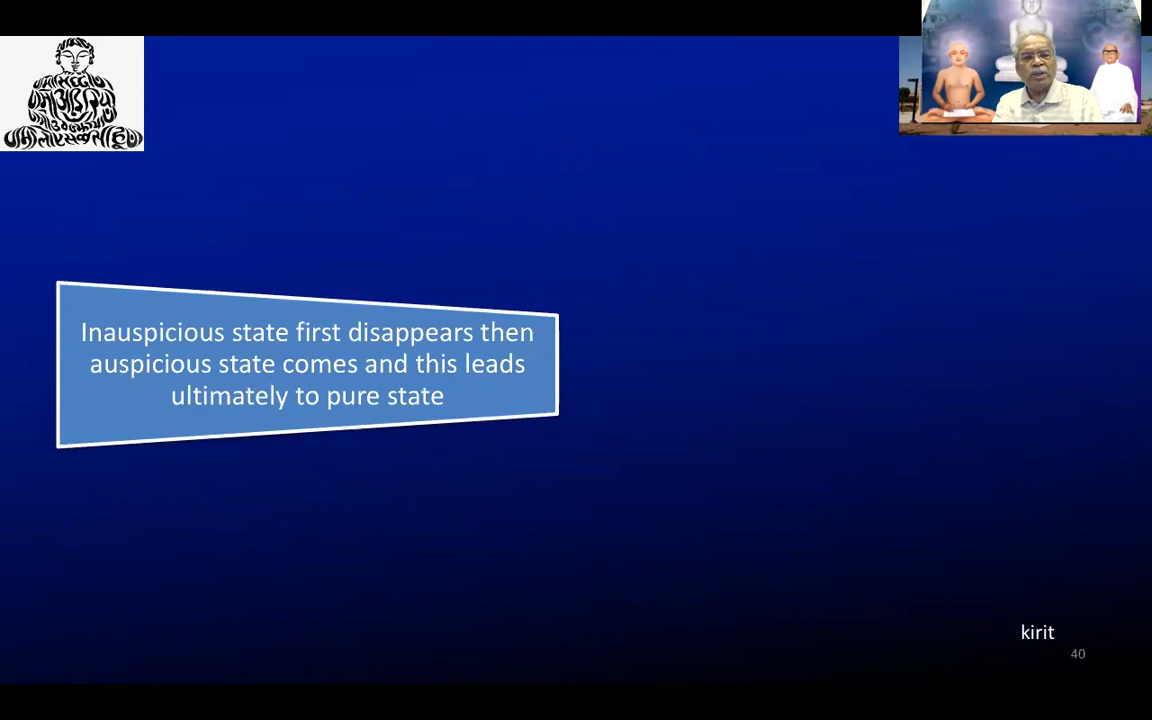 Inauspicious state first disappears then
auspicious state comes and this leads
ultimately to pure state
kirit
40